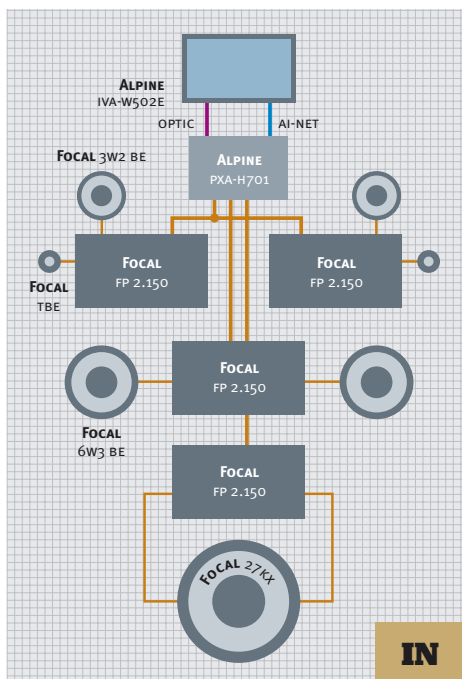 ALPINE
IVA-W502E
OPTIC
AI-NET
FOCAL 3W2 BE
ALPINE
PXA-H701
FOCAL
FP 2.150
FOCAL
FP 2.150
FOCAL
TBE
FOCAL
FP 2.150
FOCAL
6W3 BE
FOCAL
FP 2.150
FOCAL 27KX
IN